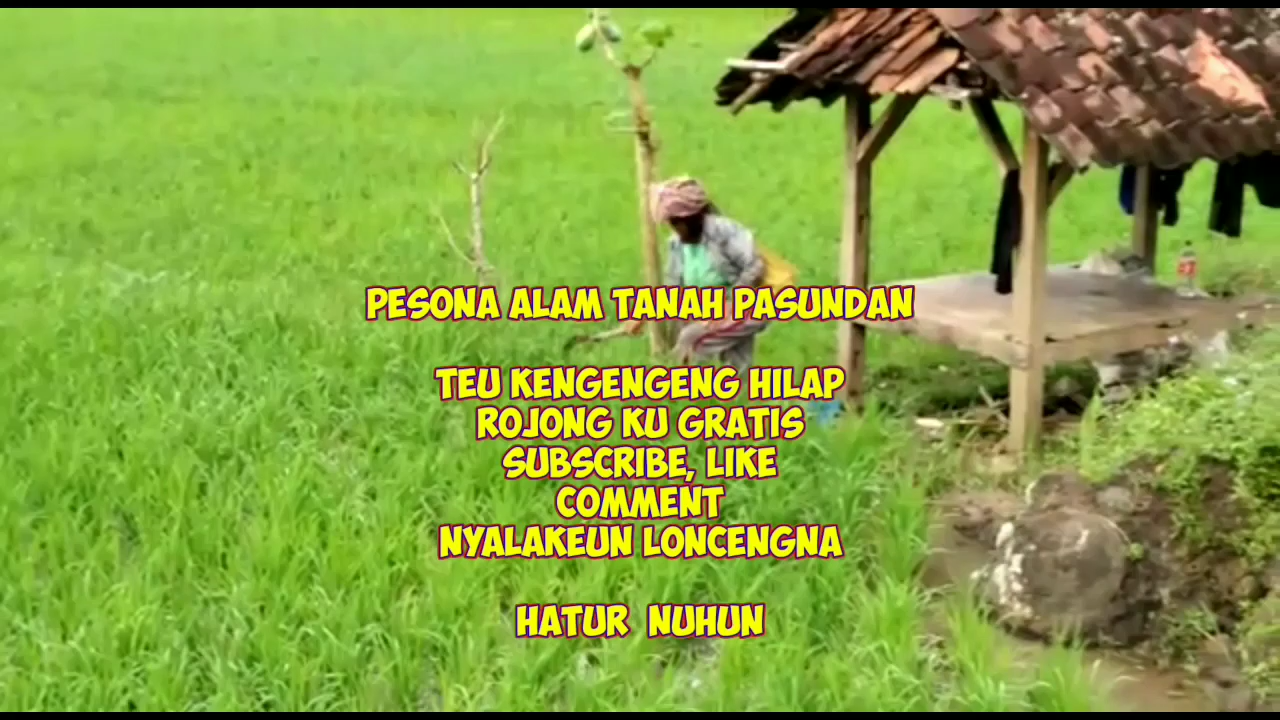 PESONA ALAM TANAH PASUNDAN
TEU KENGENGENG HILAP
ROJONG KU GRATIS
SUBSCRIBE, LIKE
COMMENT
NYALAKEUN LONCENGNA
HATUR NUHUN